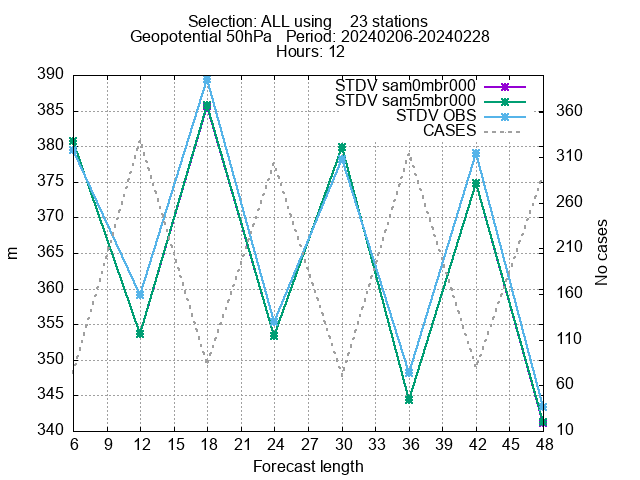 Selection: ALL using 23 stations
Geopotential 50hPa Period: 20240206-20240228
Hours: 12
STDV sam0mbr000
STDV sam5mbr000
STDV OBS
CASES
390
385
380
375
370
365
360
355
350
345
340
360
310
260
210
160
110
60
10
m
No cases
6 9 12 15 18 21 24 27 30 33 36 39 42 45 48
Forecast length